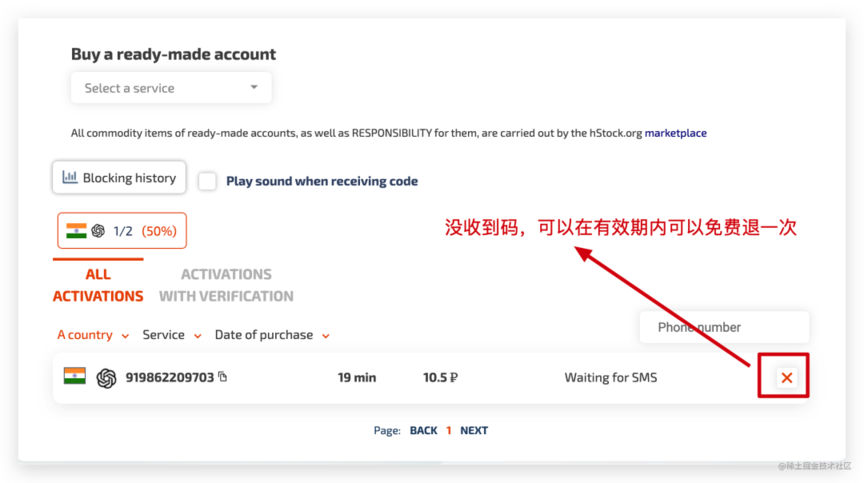 Buy a ready-made account
Select a service
All commodity items of ready-made accounts, as well as RESPONSIBILITY for them, are carried out by the hStock.org marketplace
Blocking history
Play sound when receiving code
1/2 (50%)
没收到码，可以在有效期内可以免费退一次
ALL ACTIVATIONS
ACTIVATIONS WITH VERIFICATION
A country Service Date of purchase
Phone number
919862209703 19 min 10.5 ₽ Waiting for SMS
Page: BACK 1 NEXT
@稀土掘金技术社区